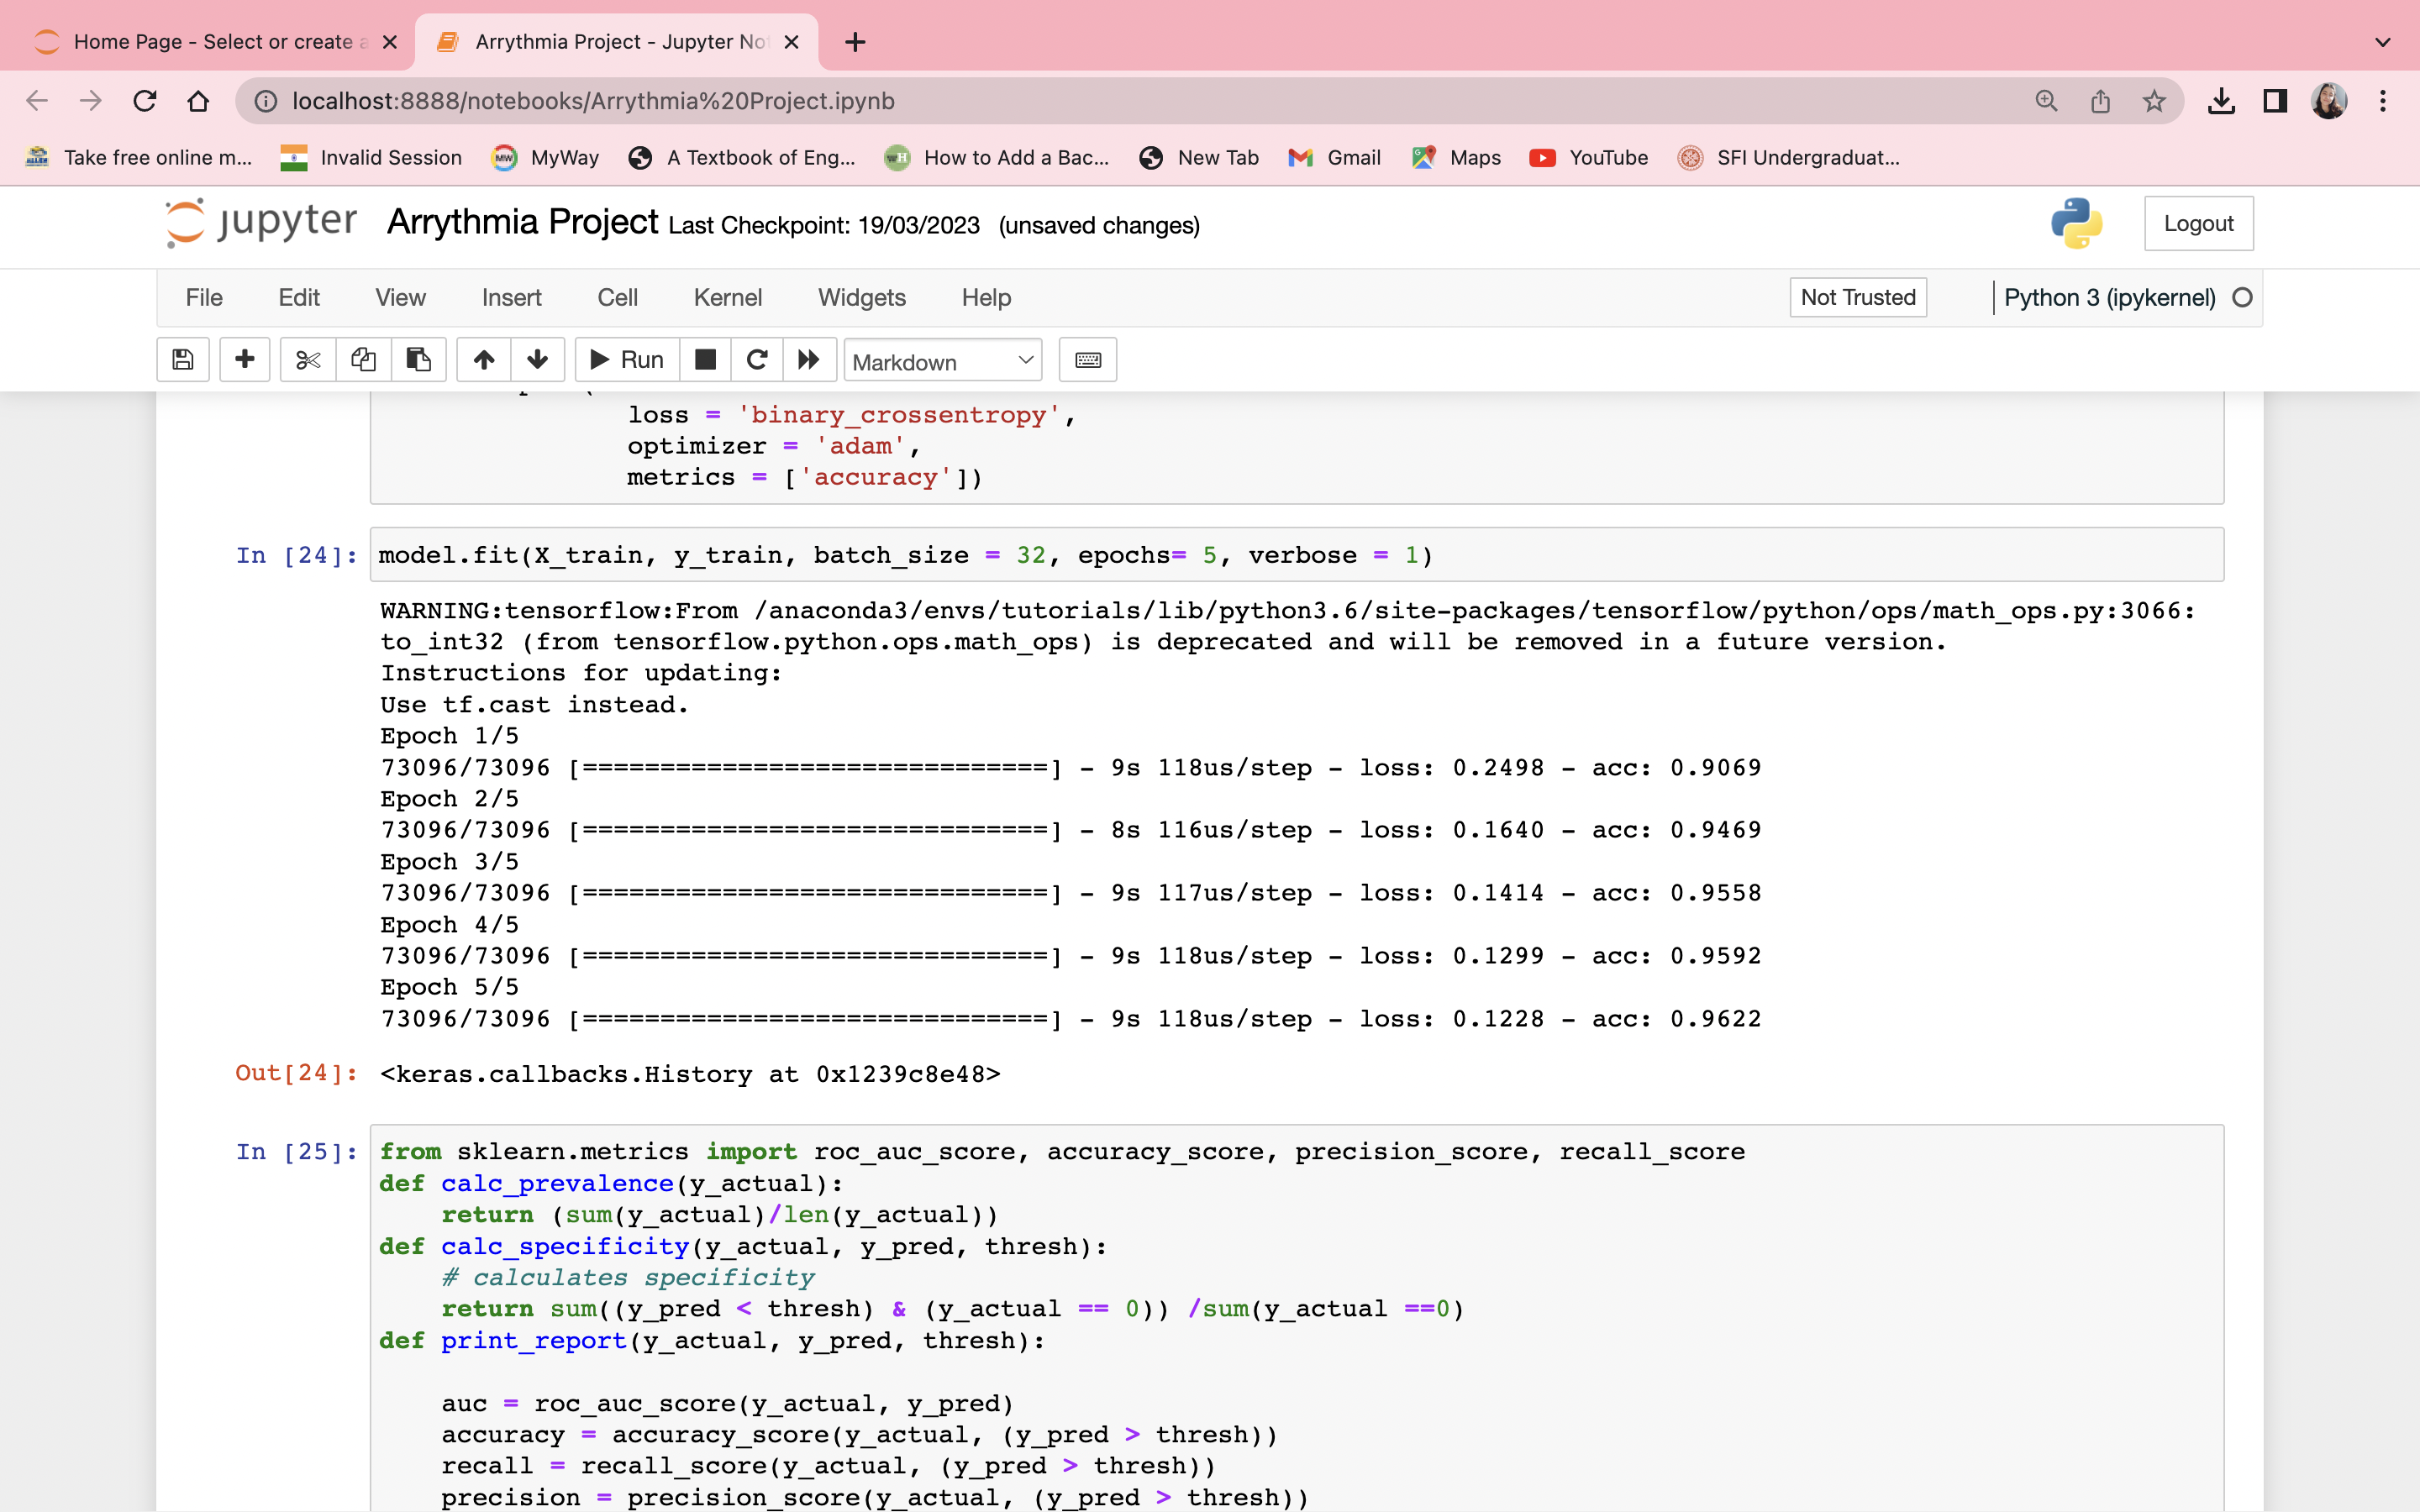 Home Page - Select or create a
Arrythmia Project - Jupyter No
localhost:8888/notebooks/Arrythmia%20Project.ipynb
Take free online m...
Invalid Session
MyWay
A Textbook of Eng...
How to Add a Bac...
New Tab
Gmail
Maps
YouTube
SFI Undergraduat...
jupyter
Arrythmia Project Last Checkpoint: 19/03/2023 (unsaved changes)
Logout
File Edit View Insert Cell Kernel Widgets Help
Not Trusted
Python 3 (ipykernel)
Run
Markdown
loss = 'binary_crossentropy',
optimizer = 'adam',
metrics = ['accuracy'])
In [24]: model.fit(X_train, y_train, batch_size = 32, epochs= 5, verbose = 1)
WARNING:tensorflow:From /anaconda3/envs/tutorials/lib/python3.6/site-packages/tensorflow/python/ops/math_ops.py:3066:
to_int32 (from tensorflow.python.ops.math_ops) is deprecated and will be removed in a future version.
Instructions for updating:
Use tf.cast instead.
Epoch 1/5
73096/73096 [==============================] - 9s 118us/step - loss: 0.2498 - acc: 0.9069
Epoch 2/5
73096/73096 [==============================] - 8s 116us/step - loss: 0.1640 - acc: 0.9469
Epoch 3/5
73096/73096 [==============================] - 9s 117us/step - loss: 0.1414 - acc: 0.9558
Epoch 4/5
73096/73096 [==============================] - 9s 118us/step - loss: 0.1299 - acc: 0.9592
Epoch 5/5
73096/73096 [==============================] - 9s 118us/step - loss: 0.1228 - acc: 0.9622
Out[24]: <keras.callbacks.History at 0x1239c8e48>
In [25]: from sklearn.metrics import roc_auc_score, accuracy_score, precision_score, recall_score
def calc_prevalence(y_actual):
    return (sum(y_actual)/len(y_actual))
def calc_specificity(y_actual, y_pred, thresh):
    # calculates specificity
    return sum((y_pred < thresh) & (y_actual == 0)) /sum(y_actual ==0)
def print_report(y_actual, y_pred, thresh):
    auc = roc_auc_score(y_actual, y_pred)
    accuracy = accuracy_score(y_actual, (y_pred > thresh))
    recall = recall_score(y_actual, (y_pred > thresh))
    precision = precision_score(y_actual, (y_pred > thresh))